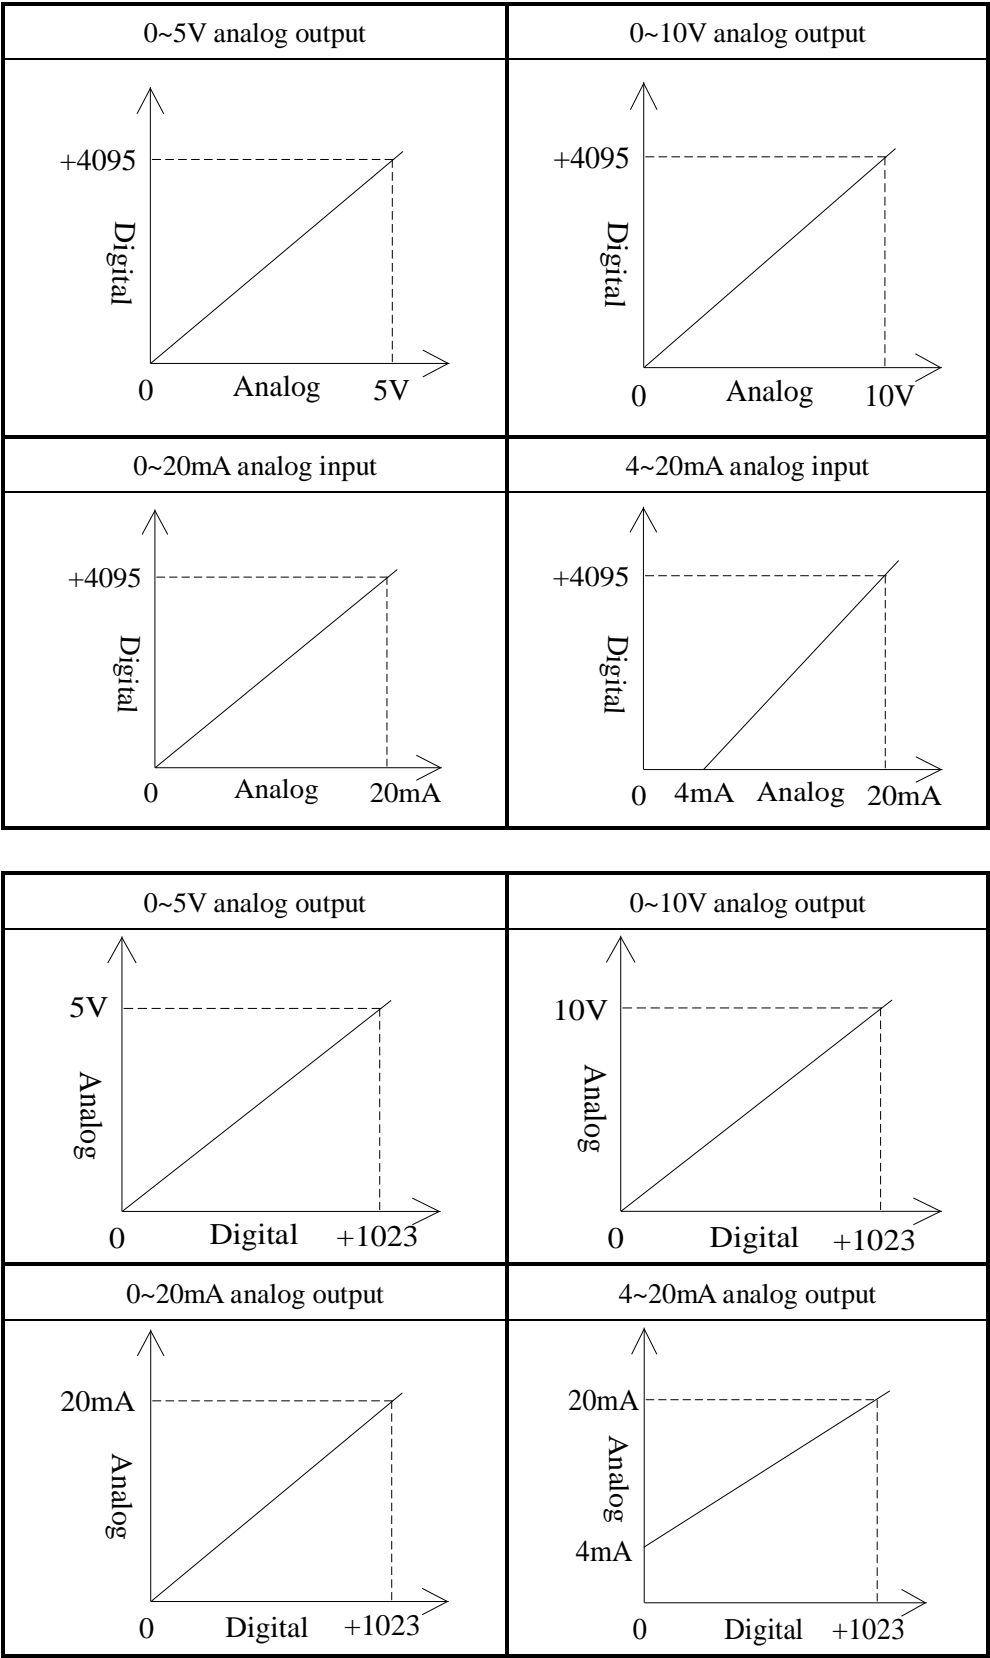 0~5V analog output
0~10V analog output
+4095
Digital
0
Analog
5V
+4095
Digital
0
Analog
10V
0~20mA analog input
4~20mA analog input
+4095
Digital
0
Analog
20mA
+4095
Digital
0
4mA
Analog
20mA
0~5V analog output
0~10V analog output
5V
Analog
0
Digital
+1023
10V
Analog
0
Digital
+1023
0~20mA analog output
4~20mA analog output
20mA
Analog
0
Digital
+1023
20mA
Analog
4mA
0
Digital
+1023